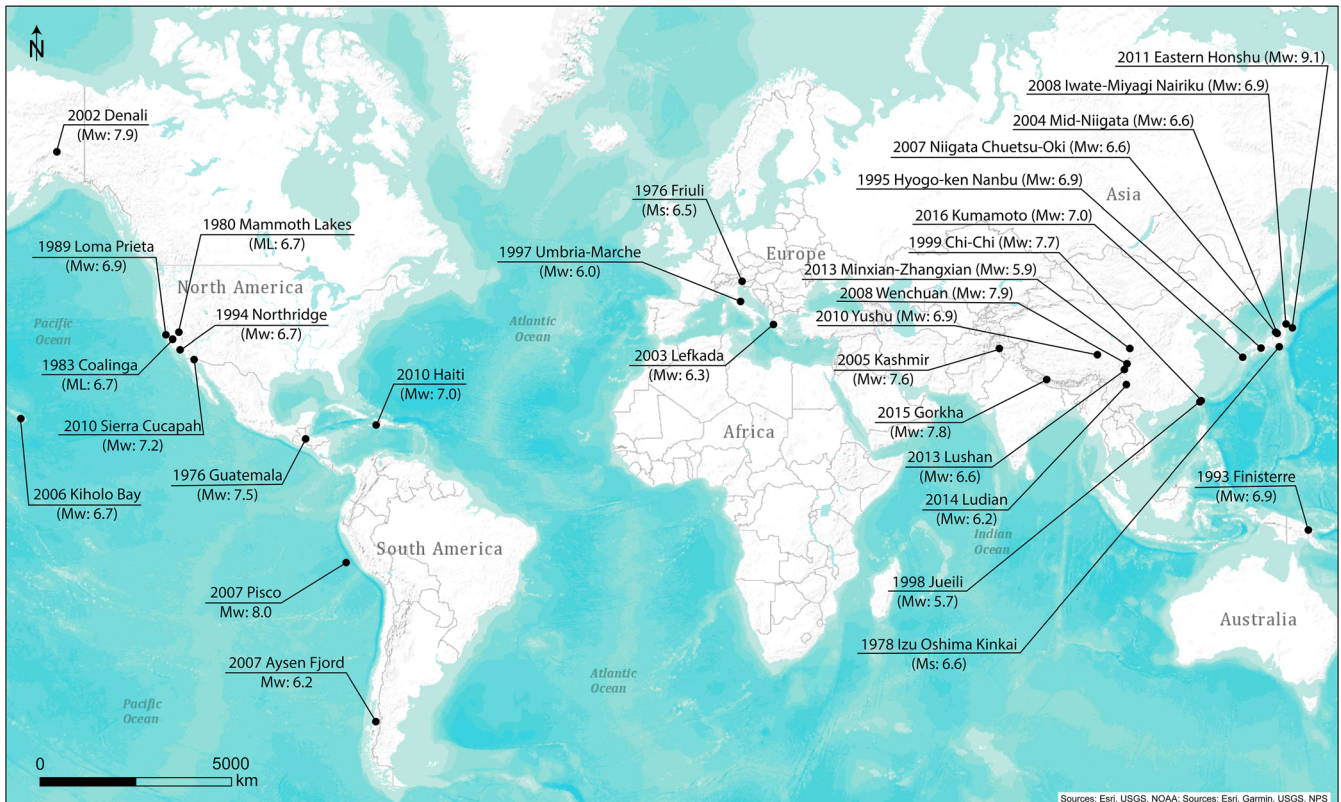 N
2011 Eastern Honshu (Mw: 9.1)
2008 Iwate-Miyagi Nairiku (Mw: 6.9)
2002 Denali
(Mw: 7.9)
2004 Mid-Niigata (Mw: 6.6)
2007 Niigata Chuetsu-Oki (Mw: 6.6)
1995 Hyogo-ken Nanbu (Mw: 6.9)
Asia
1976 Friuli
(Ms: 6.5)
2016 Kumamoto (Mw: 7.0)
1980 Mammoth Lakes
(ML: 6.7)
1989 Loma Prieta
(Mw: 6.9)
1999 Chi-Chi (Mw: 7.7)
1997 Umbria-Marche
(Mw: 6.0)
Europe
2013 Minxian-Zhangxian (Mw: 5.9)
North America
2008 Wenchuan (Mw: 7.9)
1994 Northridge
(Mw: 6.7)
2010 Yushu (Mw: 6.9)
Pacific
Ocean
Atlantic
Ocean
1983 Coalinga
(ML: 6.7)
2003 Lefkada
(Mw: 6.3)
2005 Kashmir
(Mw: 7.6)
2010 Haiti
(Mw: 7.0)
2010 Sierra Cucapah
(Mw: 7.2)
Africa
2015 Gorkha
(Mw: 7.8)
2013 Lushan
(Mw: 6.6)
1976 Guatemala
(Mw: 7.5)
2006 Kiholo Bay
(Mw: 6.7)
1993 Finisterre
(Mw: 6.9)
2014 Ludian
(Mw: 6.2)
Indian
Ocean
South America
2007 Pisco
Mw: 8.0
1998 Jueili
(Mw: 5.7)
Australia
1978 Izu Oshima Kinkai
(Ms: 6.6)
2007 Aysen Fjord
Mw: 6.2
Atlantic
Ocean
Pacific
Ocean
0 5000
km
Sources: Esri, USGS, NOAA; Sources: Esri, Garmin, USGS, NPS